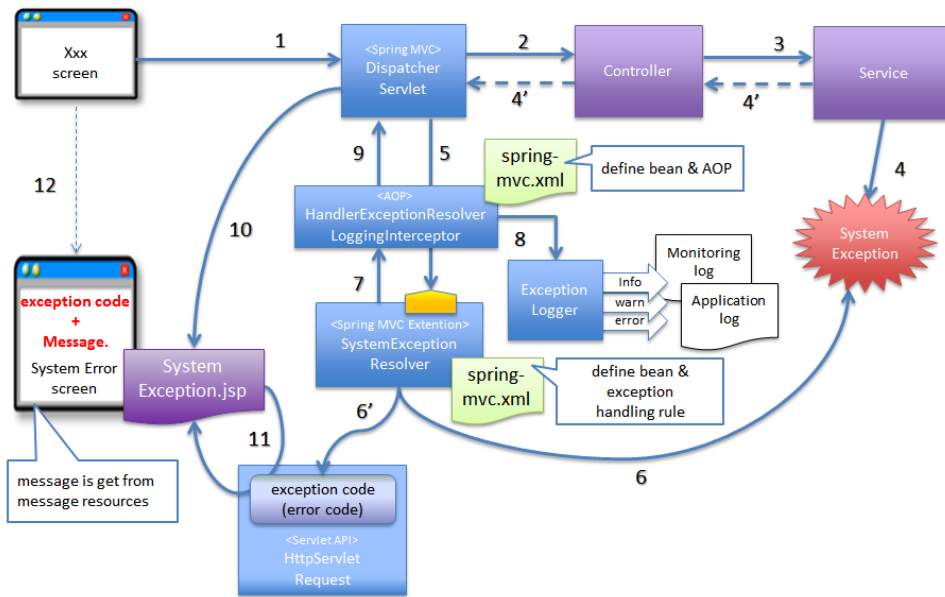 Xxx
screen
1
<Spring MVC>
Dispatcher
Servlet
2
4’
Controller
3
4’
Service
4
System
Exception
9
5
spring-
mvc.xml
define bean & AOP
12
10
<AOP>
HandlerExceptionResolver
LoggingInterceptor
8
7
Exception
Logger
Info
warn
error
Monitoring
log
Application
log
exception code
+
Message.
System Error
screen
System
Exception.jsp
<Spring MVC Extention>
SystemException
Resolver
spring-
mvc.xml
define bean &
exception
handling rule
6’
11
6
message is get from
message resources
exception code
(error code)
<Servlet API>
HttpServlet
Request